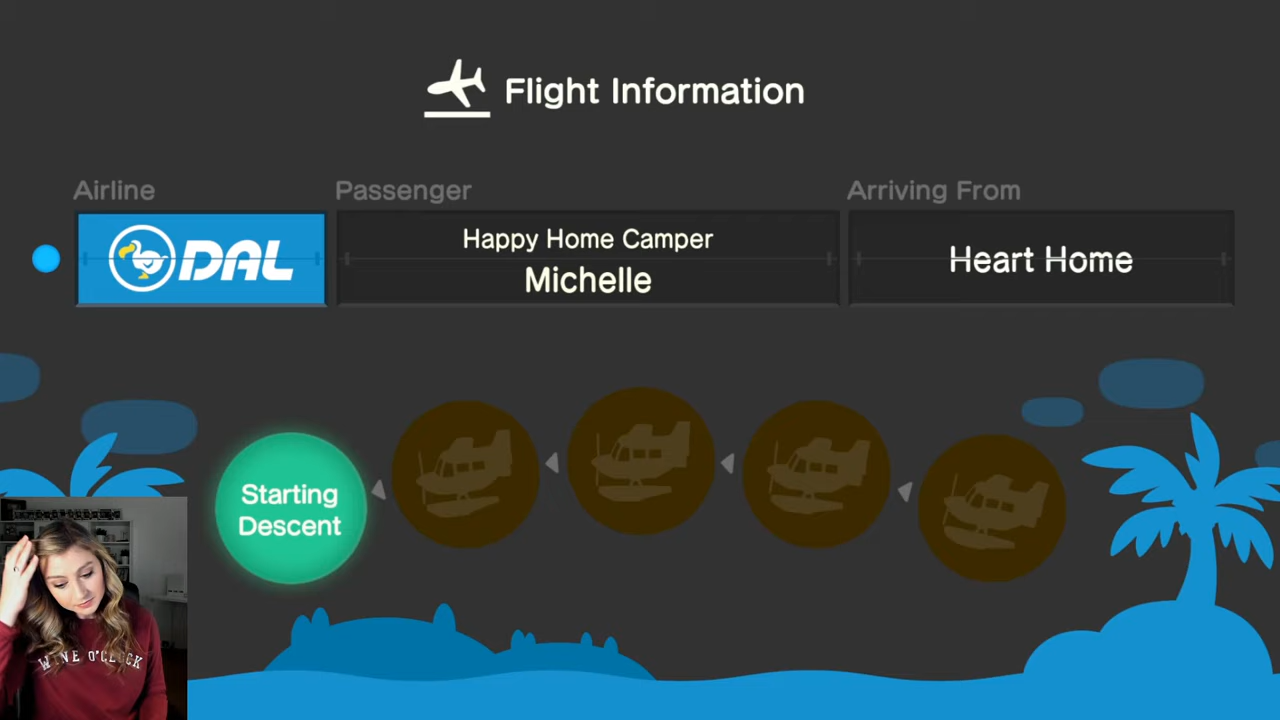 Flight Information
Airline
Passenger
Arriving From
DAL
Happy Home Camper
Michelle
Heart Home
Starting
Descent
WINE O'CLOCK